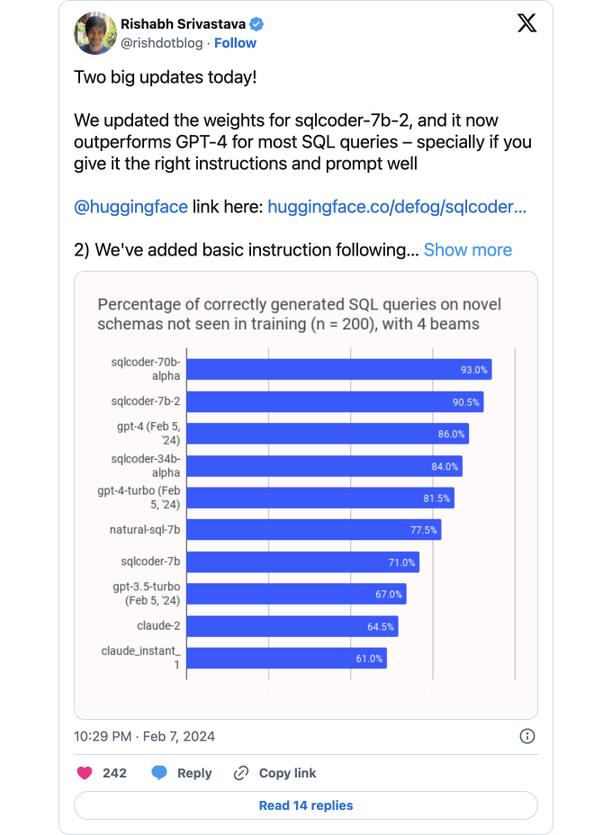 Rishabh Srivastava
@rishdotblog · Follow
Two big updates today!
We updated the weights for sqlcoder-7b-2, and it now
outperforms GPT-4 for most SQL queries – specially if you
give it the right instructions and prompt well
@huggingface link here: huggingface.co/defog/sqlcoder...
2) We've added basic instruction following... Show more
Percentage of correctly generated SQL queries on novel
schemas not seen in training (n = 200), with 4 beams
sqlcoder-70b-
alpha
93.0%
sqlcoder-7b-2
90.5%
gpt-4 (Feb 5,
'24)
86.0%
sqlcoder-34b-
alpha
84.0%
gpt-4-turbo (Feb
5, '24)
81.5%
natural-sql-7b
77.5%
sqlcoder-7b
71.0%
gpt-3.5-turbo
(Feb 5, '24)
67.0%
claude-2
64.5%
claude_instant_
1
61.0%
10:29 PM · Feb 7, 2024
242
Reply
Copy link
Read 14 replies